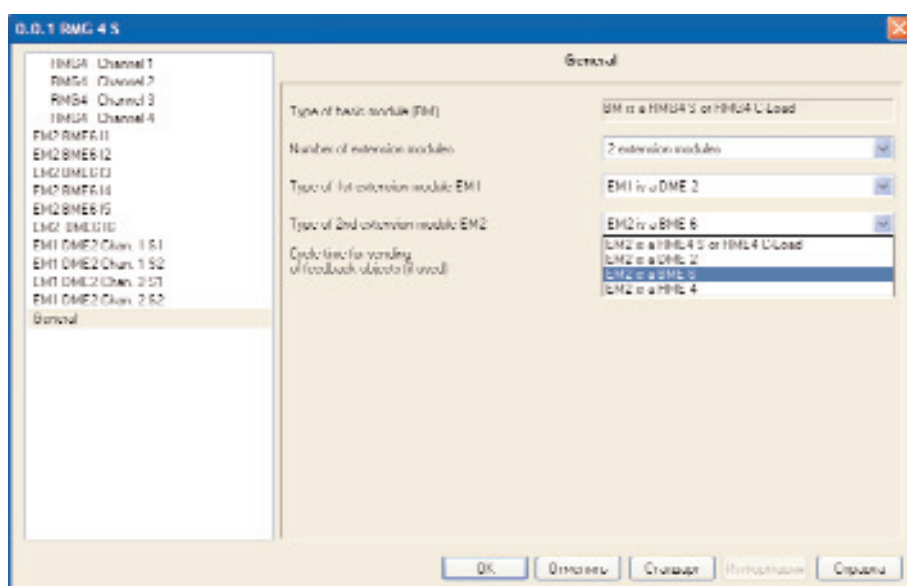 0.0.1 RMG 4 S
RMG4 Channel 1
RMG4 Channel 2
RMG4 Channel 3
RMG4 Channel 4
EM2 BME6 I1
EM2 BME6 I2
EM2 BME6 I3
EM2 BME6 I4
EM2 BME6 I5
EM2 BME6 I6
EM1 DME2 Chan. 1 S1
EM1 DME2 Chan. 1 S2
EM1 DME2 Chan. 2 S1
EM1 DME2 Chan. 2 S2
General
General
Type of basic module (BM)
BM is a RMG4 S or RMG4 C-Load
Number of extension modules
2 extension modules
Type of 1st extension module EM1
EM1 is a DME 2
Type of 2nd extension module EM2
EM2 is a BME 6
EM2 is a RME4 S or RME4 C-Load
EM2 is a DME 2
EM2 is a BME 6
EM2 is a HME 4
Cycle time for sending
of feedback objects (if used)
OK
Отменить
Стандарт
Информация
Справка